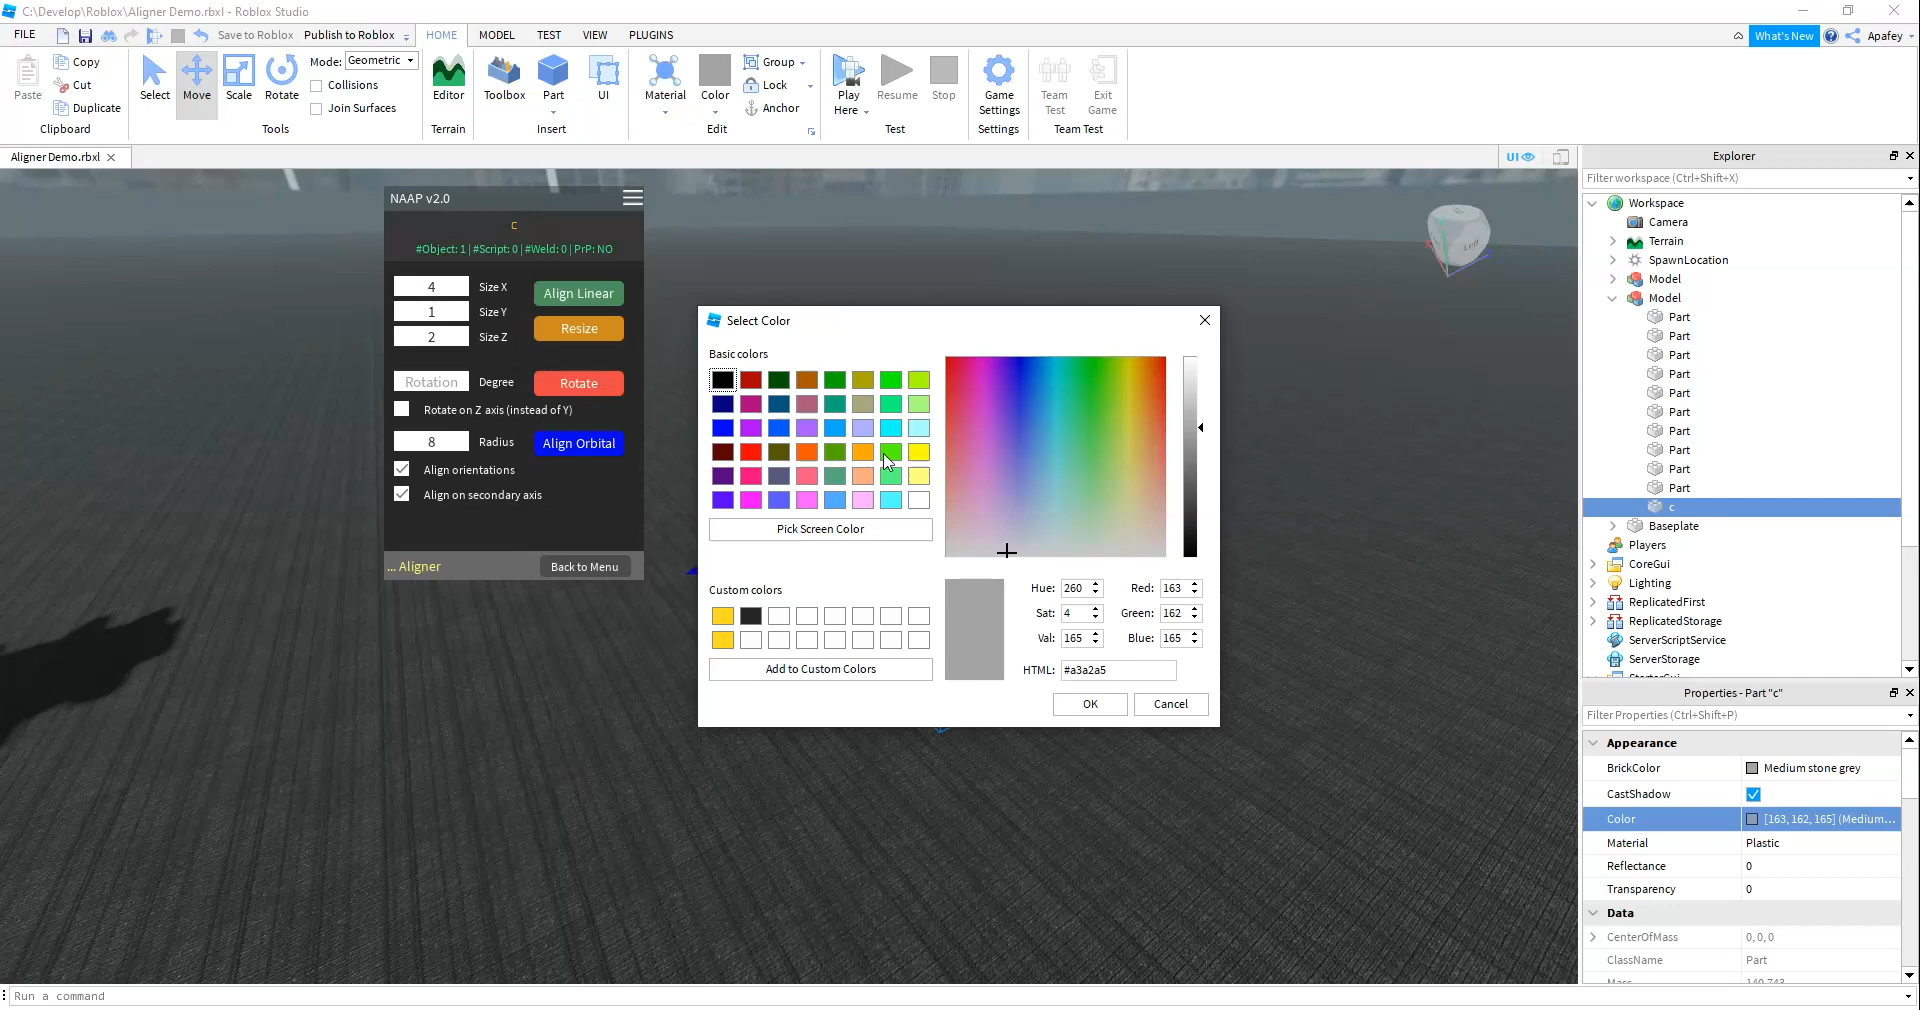 C:\Develop\Roblox\Aligner Demo.rbxl - Roblox Studio
FILE Save to Roblox Publish to Roblox HOME MODEL TEST VIEW PLUGINS What's New Apafey
Paste
Copy
Cut
Duplicate
Clipboard
Select Move Scale Rotate
Mode: Geometric
Collisions
Join Surfaces
Tools
Editor
Terrain
Toolbox Part UI
Insert
Material Color
Group
Lock
Anchor
Edit
Play Here Resume Stop
Test
Game Settings
Settings
Team Test Exit Game
Team Test
Aligner Demo.rbxl
UI
NAAP v2.0
c
#Object: 1 | #Script: 0 | #Weld: 0 | PrP: NO
4 Size X Align Linear
1 Size Y
Resize
2 Size Z
Rotation Degree Rotate
Rotate on Z axis (instead of Y)
8 Radius Align Orbital
Align orientations
Align on secondary axis
... Aligner Back to Menu
Left
Select Color
Basic colors
Pick Screen Color
Custom colors
Add to Custom Colors
Hue: 260 Red: 163
Sat: 4 Green: 162
Val: 165 Blue: 165
HTML: #a3a2a5
OK Cancel
Explorer
Filter workspace (Ctrl+Shift+X)
Workspace
Camera
Terrain
SpawnLocation
Model
Model
Part
Part
Part
Part
Part
Part
Part
Part
Part
Part
c
Baseplate
Players
CoreGui
Lighting
ReplicatedFirst
ReplicatedStorage
ServerScriptService
ServerStorage
Properties - Part "c"
Filter Properties (Ctrl+Shift+P)
Appearance
BrickColor Medium stone grey
CastShadow
Color [163, 162, 165] (Medium...
Material Plastic
Reflectance 0
Transparency 0
Data
CenterOfMass 0, 0, 0
ClassName Part
Mass 140.743
Run a command